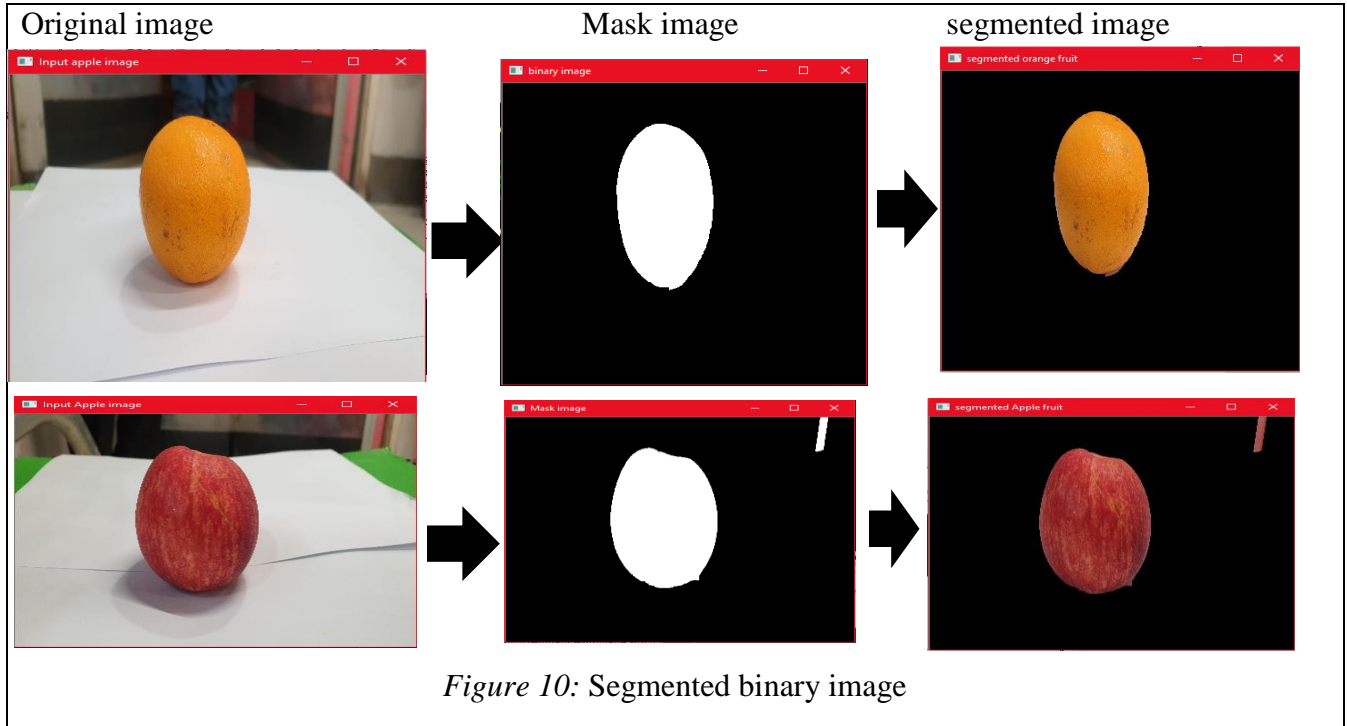 Original image Mask image segmented image
Input apple image binary image segmented orange fruit
Input Apple image Mask image segmented Apple fruit
Figure 10: Segmented binary image